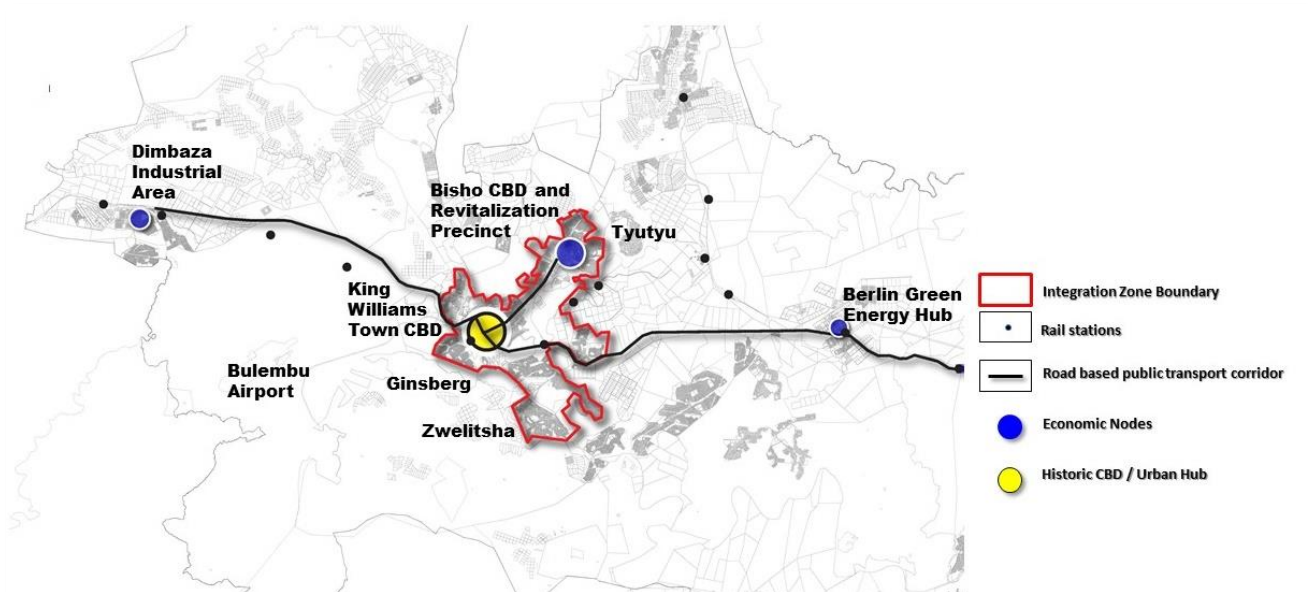 Dimbaza
Industrial
Area
Bisho CBD and
Revitalization
Precinct
Tyutyu
King
Williams
Town CBD
Berlin Green
Energy Hub
Bulembu
Airport
Ginsberg
Zwelitsha
Integration Zone Boundary
Rail stations
Road based public transport corridor
Economic Nodes
Historic CBD / Urban Hub